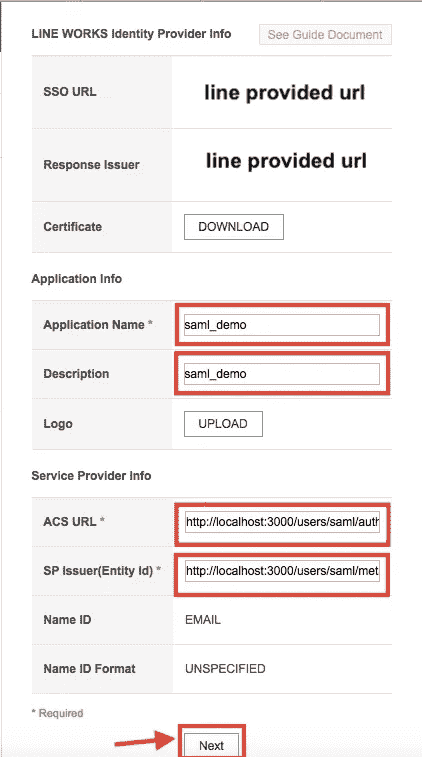 LINE WORKS Identity Provider Info See Guide Document
SSO URL line provided url
Response Issuer line provided url
Certificate DOWNLOAD
Application Info
Application Name * saml_demo
Description saml_demo
Logo UPLOAD
Service Provider Info
ACS URL * http://localhost:3000/users/saml/auth
SP Issuer(Entity Id) * http://localhost:3000/users/saml/met
Name ID EMAIL
Name ID Format UNSPECIFIED
* Required
Next